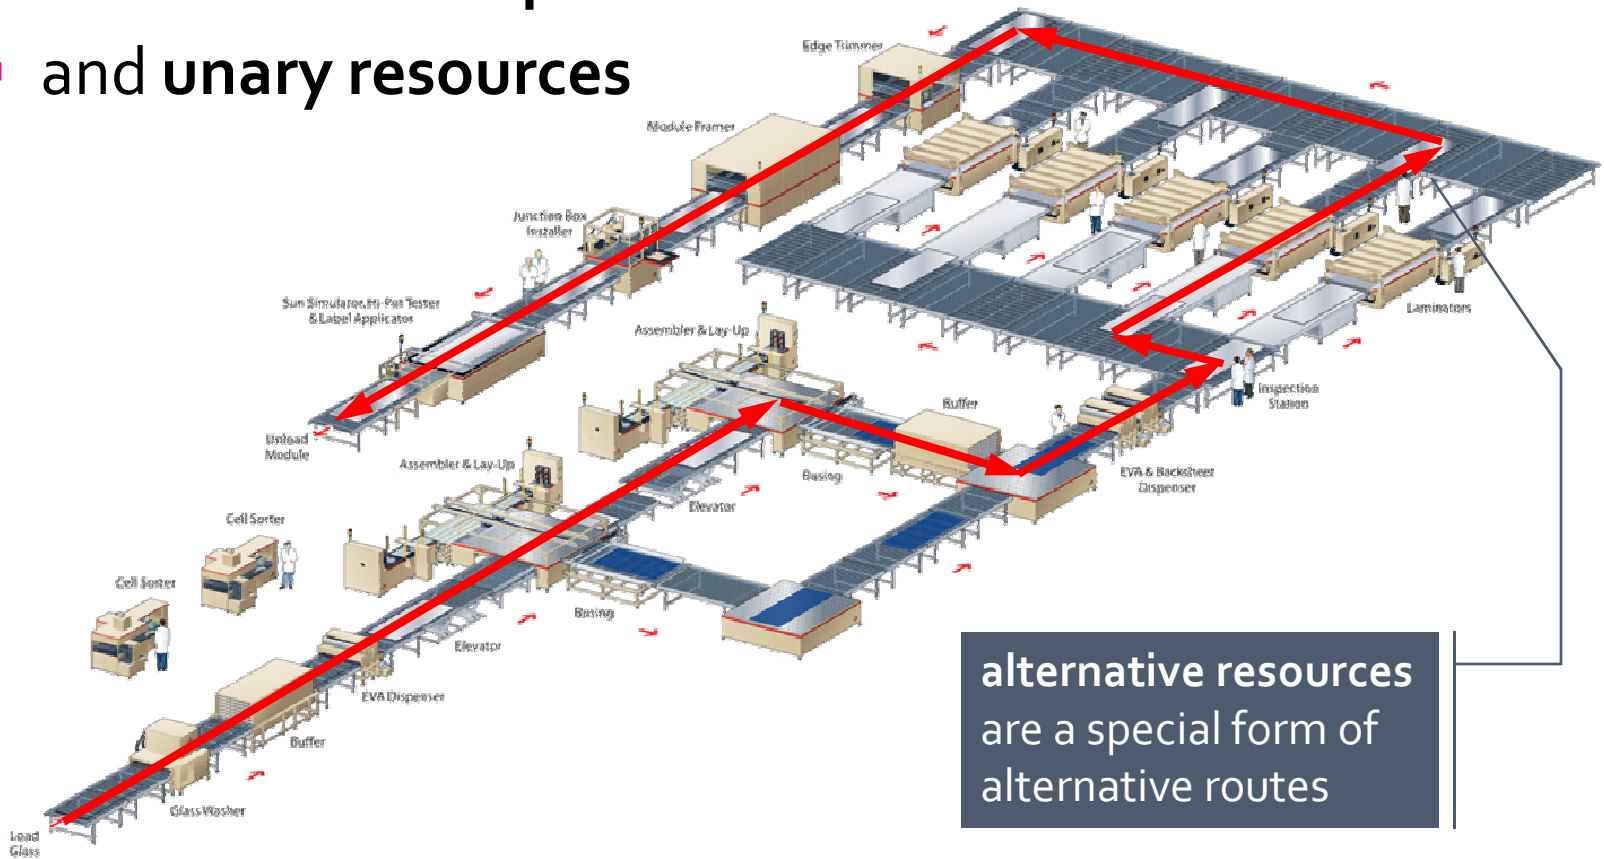 and unary resources
Edge Trimmer
Module Framer
Junction Box
Installer
Sun Simulator, Hi-Pot Tester
& Label Applicator
Assembler & Lay-Up
Laminators
Inspection
Station
Buffer
Unload
Module
Assembler & Lay-Up
Busing
EVA & Backsheet
Dispenser
Elevator
Cell Sorter
Cell Sorter
Busing
Elevator
EVA Dispenser
Buffer
Glass Washer
Load
Glass
alternative resources
are a special form of
alternative routes